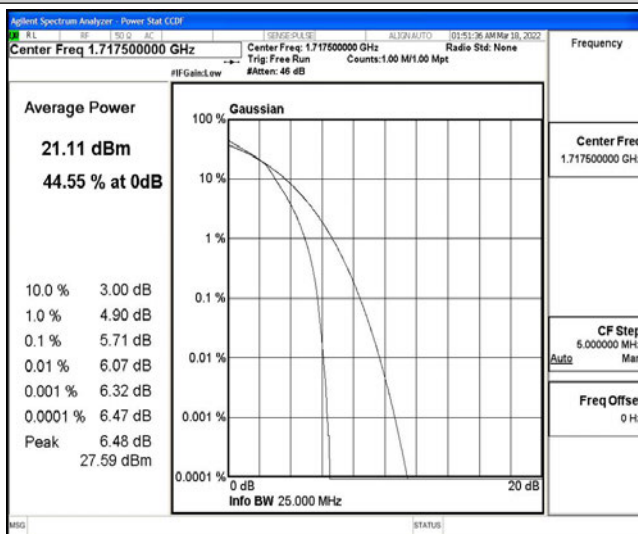 Agilent Spectrum Analyzer - Power Stat CCDF
RL RF 50 Ω AC SENSE:PULSE ALIGN AUTO 01:51:36 AM Mar 18, 2022
Center Freq 1.717500000 GHz
Center Freq: 1.717500000 GHz Radio Std: None
Trig: Free Run Counts:1.00 M/1.00 Mpt
#IFGain:Low #Atten: 46 dB
Frequency
Average Power
21.11 dBm
44.55 % at 0dB
10.0 % 3.00 dB
1.0 % 4.90 dB
0.1 % 5.71 dB
0.01 % 6.07 dB
0.001 % 6.32 dB
0.0001 % 6.47 dB
Peak 6.48 dB
27.59 dBm
Gaussian
100 %
10 %
1 %
0.1 %
0.01 %
0.001 %
0.0001 %
0 dB 20 dB
Info BW 25.000 MHz
Center Freq
1.717500000 GHz
CF Step
5.000000 MHz
Auto Man
Freq Offse
0 Hz
MSG STATUS